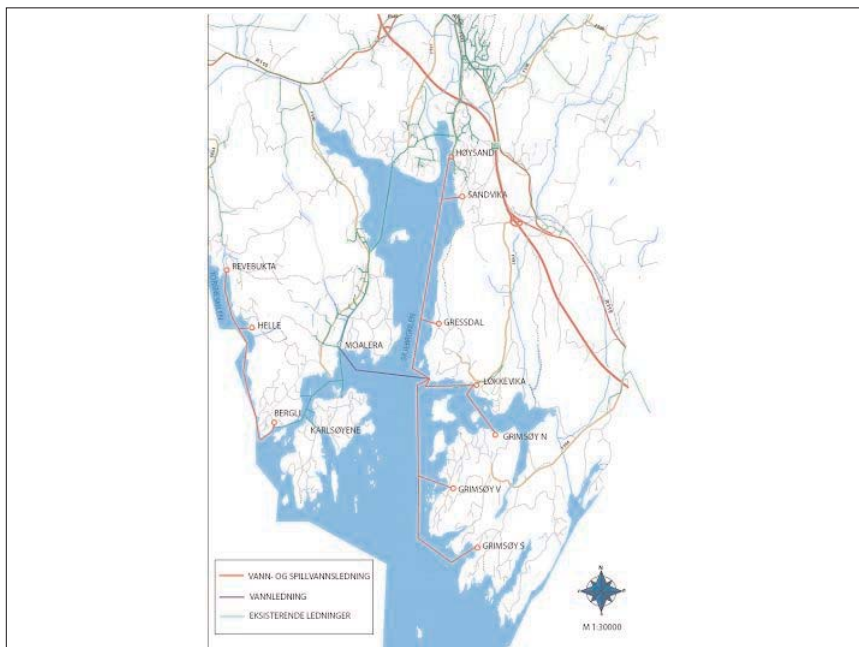 HØYSAND
SANDVIKA
REVEBUKTA
HELLE
GRESSDAL
MOALERA
LØKKEVIKA
BERGLI
KARLSØYENE
GRIMSØY N
GRIMSØY V
GRIMSØY S
VANN- OG SPILLVANNSLEDNING
VANNLEDNING
EKSISTERENDE LEDNINGER
N
M 1:30000